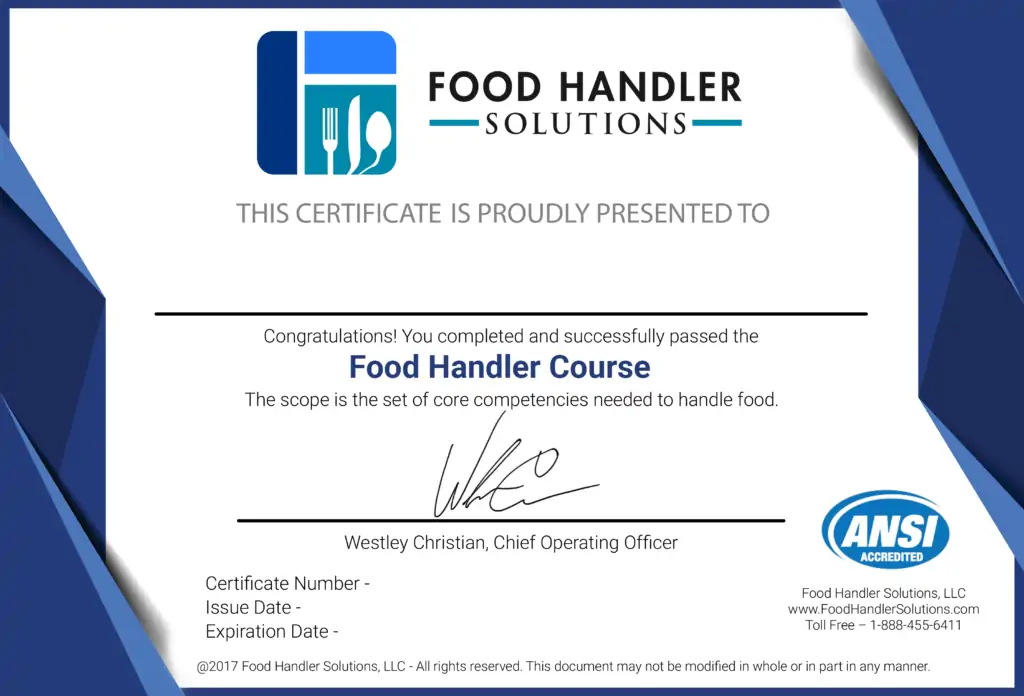 FOOD HANDLER
SOLUTIONS
THIS CERTIFICATE IS PROUDLY PRESENTED TO
Congratulations! You completed and successfully passed the
Food Handler Course
The scope is the set of core competencies needed to handle food.
Westley Christian, Chief Operating Officer
ANSI
ACCREDITED
Certificate Number -
Issue Date -
Expiration Date -
Food Handler Solutions, LLC
www.FoodHandlerSolutions.com
Toll Free – 1-888-455-6411
@2017 Food Handler Solutions, LLC - All rights reserved. This document may not be modified in whole or in part in any manner.